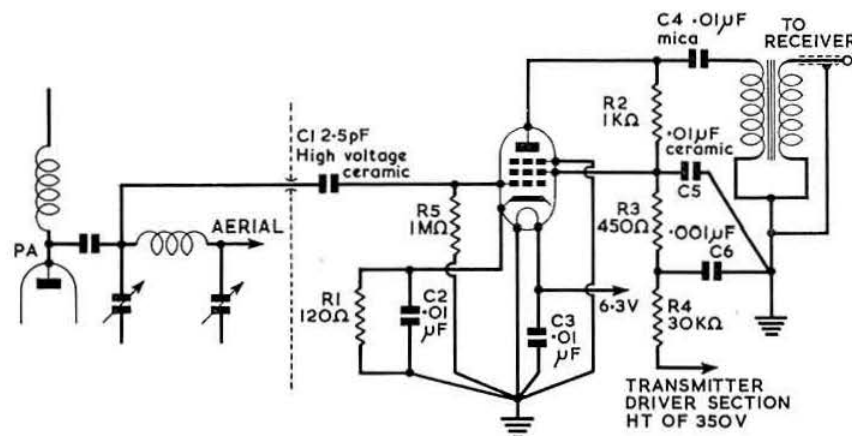 C4 .01µF
mica
TO
RECEIVER
C1 2·5pF
High voltage
ceramic
R2
1KΩ
.01µF
ceramic
C5
R5
1MΩ
R3
450Ω
.001µF
C6
PA
AERIAL
R1
120Ω
C2
.01
µF
C3
.01
µF
6·3V
R4
30KΩ
TRANSMITTER
DRIVER SECTION
HT OF 350V